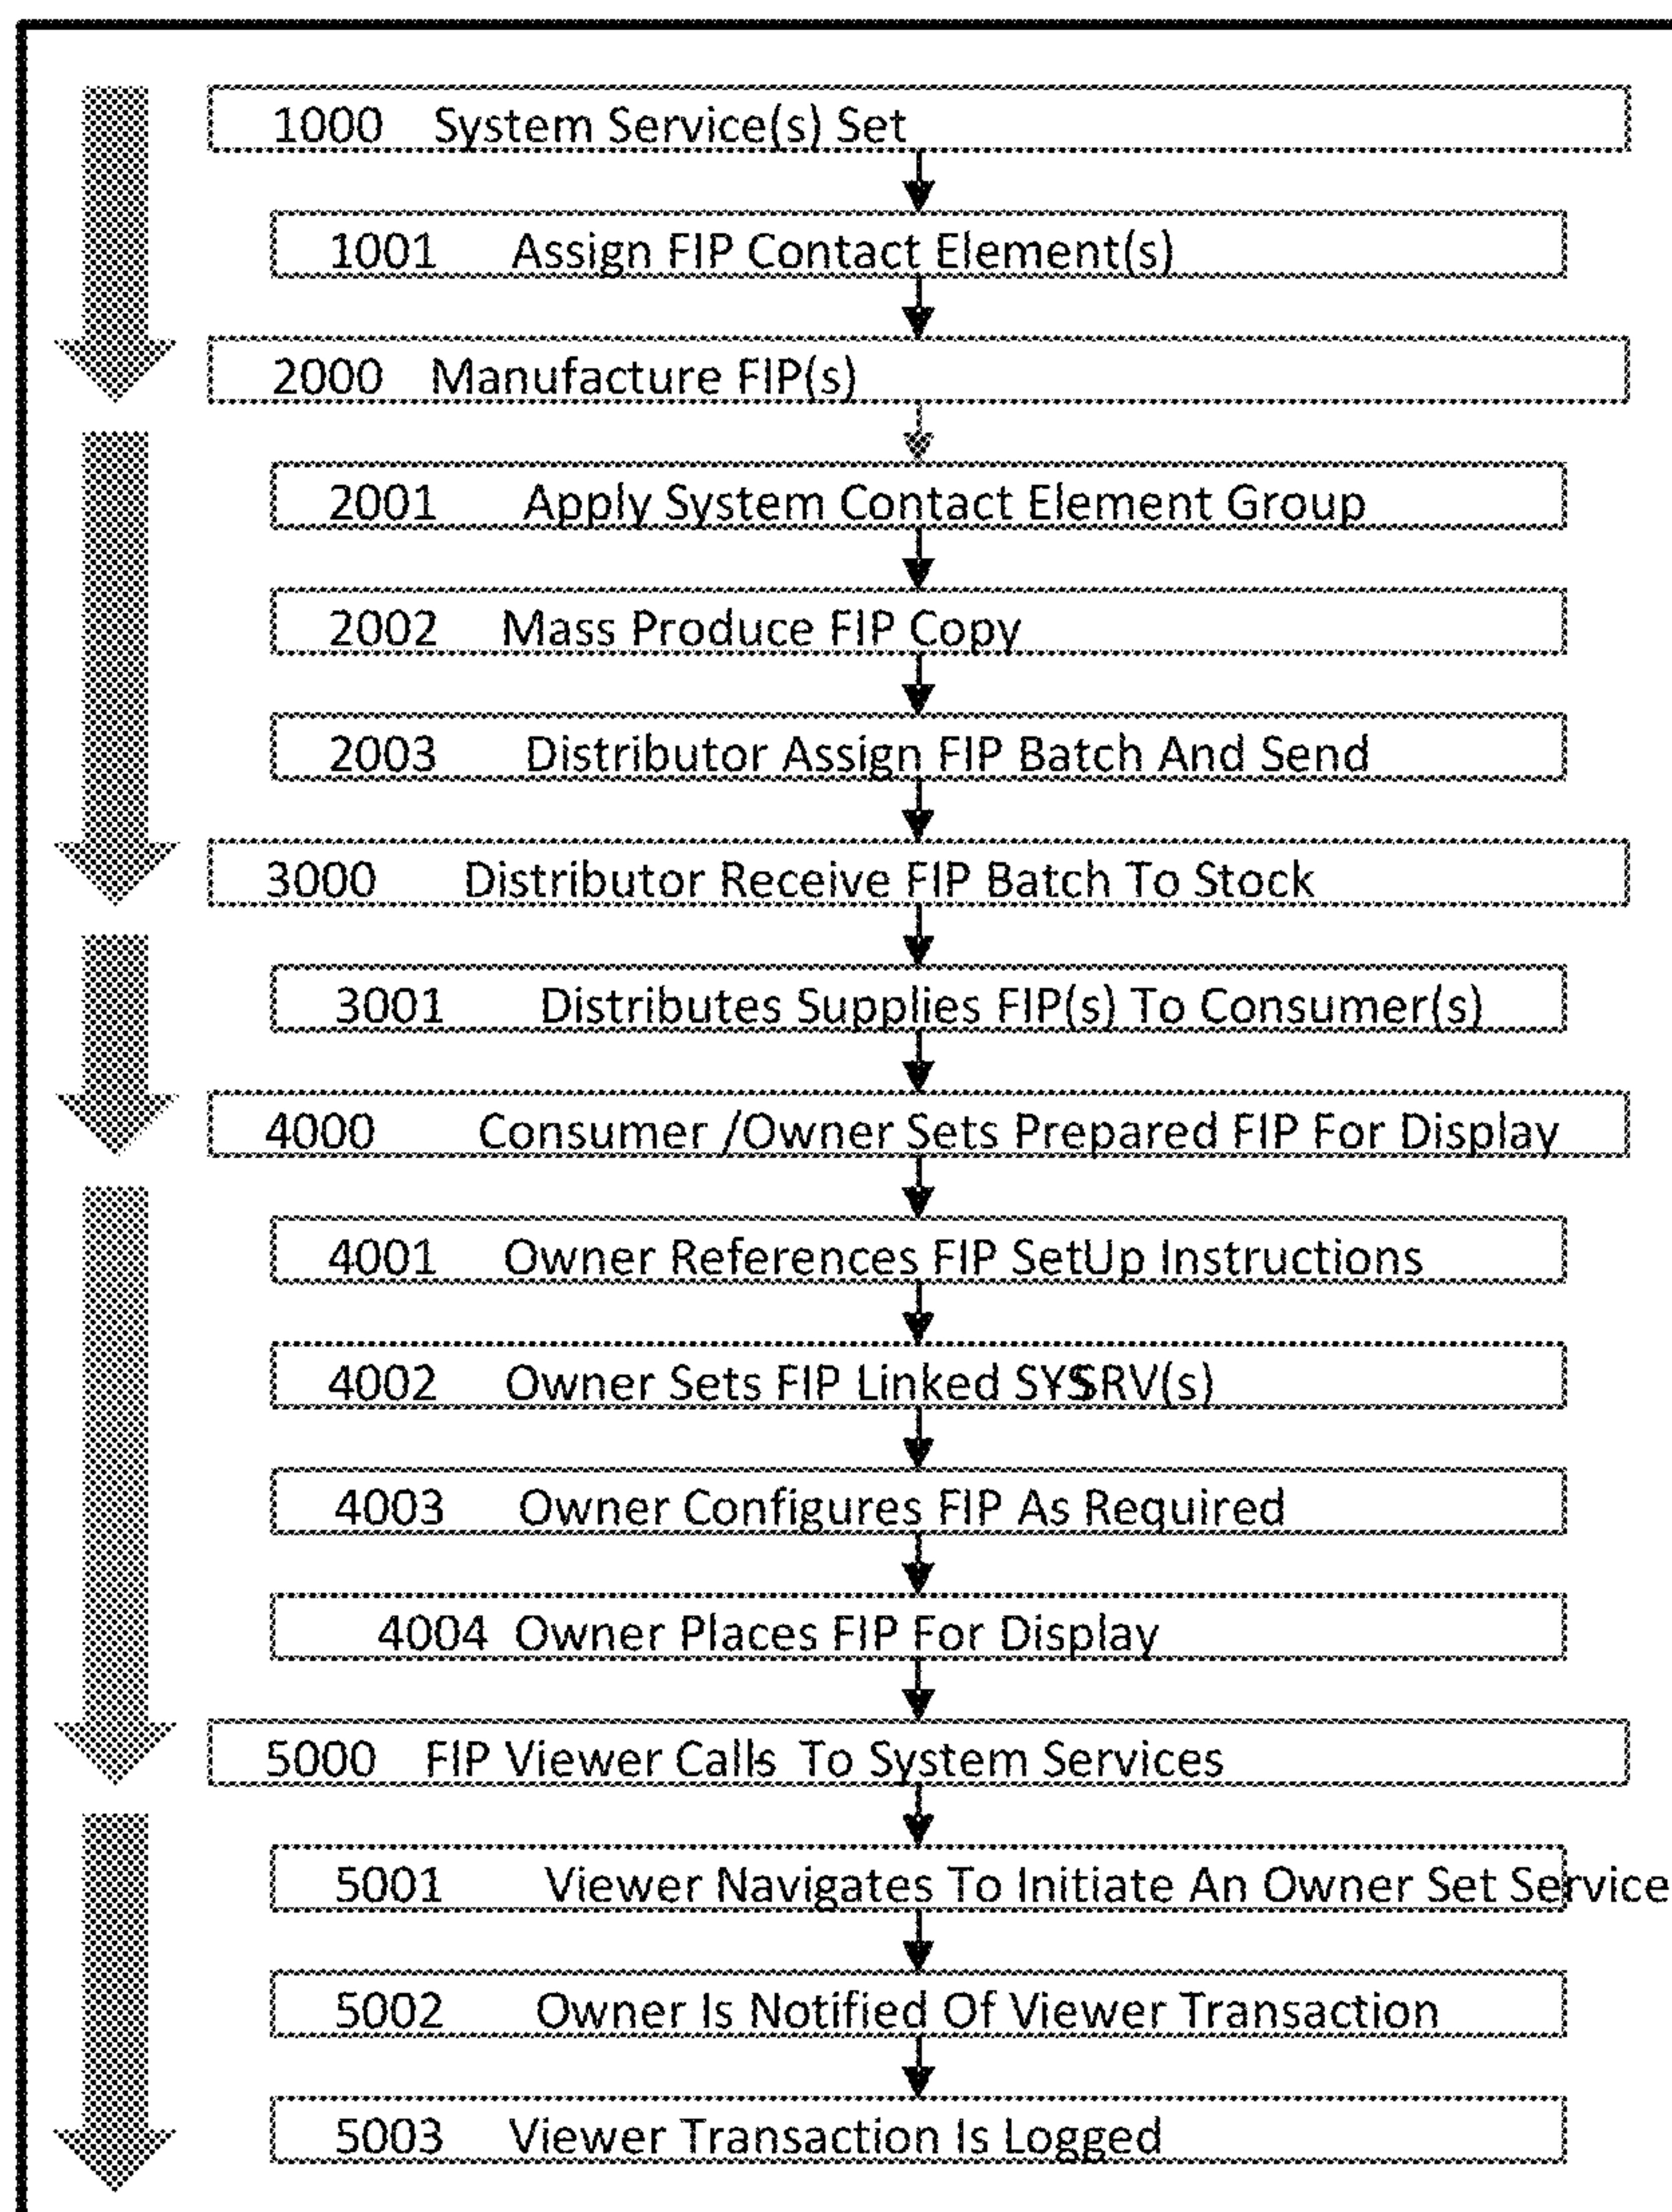 1000 System Service(s) Set
1001 Assign FIP Contact Element(s)
2000 Manufacture FIP(s)
2001 Apply System Contact Element Group
2002 Mass Produce FIP Copy
2003 Distributor Assign FIP Batch And Send
3000 Distributor Receive FIP Batch To Stock
3001 Distributes Supplies FIP(s) To Consumer(s)
4000 Consumer /Owner Sets Prepared FIP For Display
4001 Owner References FIP SetUp Instructions
4002 Owner Sets FIP Linked SYSSRV(s)
4003 Owner Configures FIP As Required
4004 Owner Places FIP For Display
5000 FIP Viewer Calls To System Services
5001 Viewer Navigates To Initiate An Owner Set Service
5002 Owner Is Notified Of Viewer Transaction
5003 Viewer Transaction Is Logged